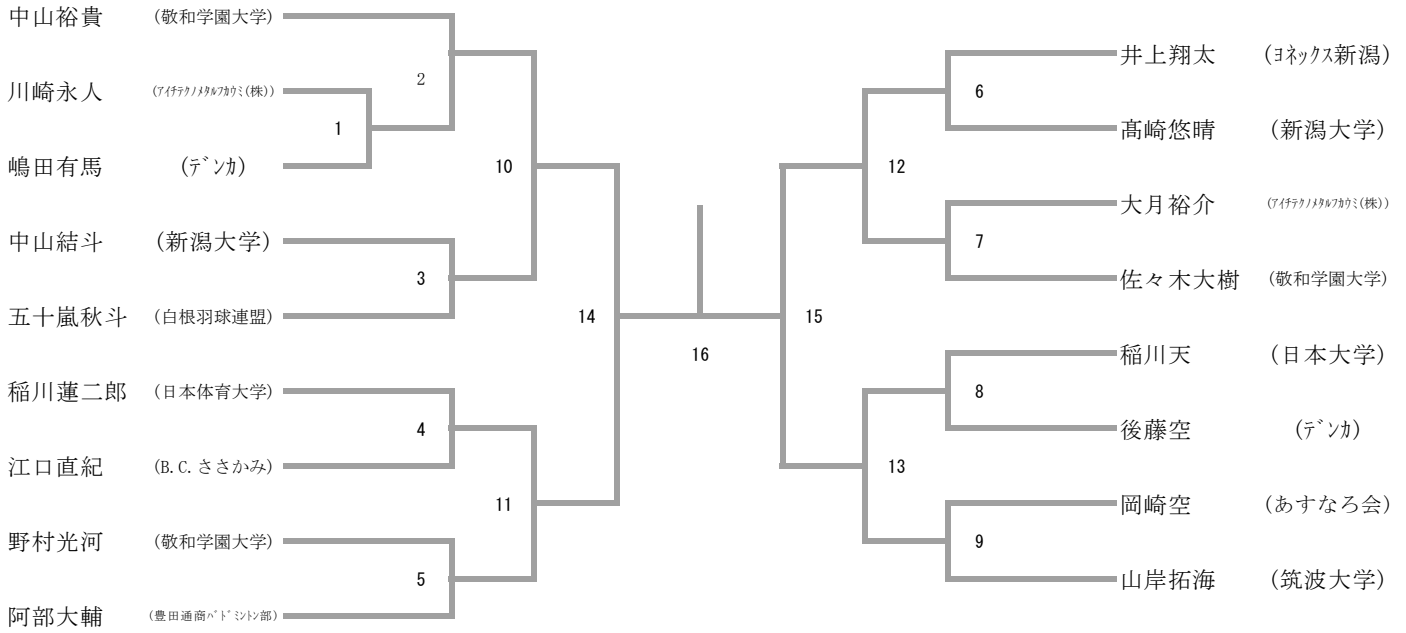 中山裕貴 (敬和学園大学)
2
川崎永人 (ｱｲﾁﾃｸﾉﾒﾀﾙﾌｶｳﾐ(株))
1
嶋田有馬 (ﾃﾞﾝｶ)
10
中山結斗 (新潟大学)
3
五十嵐秋斗 (白根羽球連盟)
14
稲川蓮二郎 (日本体育大学)
4
江口直紀 (B.C.ささかみ)
11
野村光河 (敬和学園大学)
5
阿部大輔 (豊田通商ﾊﾞﾄﾞﾐﾝﾄﾝ部)
16
井上翔太 (ﾖﾈｯｸｽ新潟)
6
髙崎悠晴 (新潟大学)
12
大月裕介 (ｱｲﾁﾃｸﾉﾒﾀﾙﾌｶｳﾐ(株))
7
佐々木大樹 (敬和学園大学)
15
稲川天 (日本大学)
8
後藤空 (ﾃﾞﾝｶ)
13
岡崎空 (あすなろ会)
9
山岸拓海 (筑波大学)